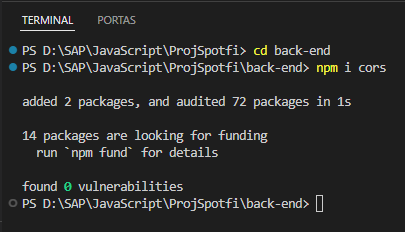 TERMINAL PORTAS
PS D:\SAP\JavaScript\ProjSpotfi> cd back-end
PS D:\SAP\JavaScript\ProjSpotfi\back-end> npm i cors
added 2 packages, and audited 72 packages in 1s
14 packages are looking for funding
run `npm fund` for details
found 0 vulnerabilities
PS D:\SAP\JavaScript\ProjSpotfi\back-end>